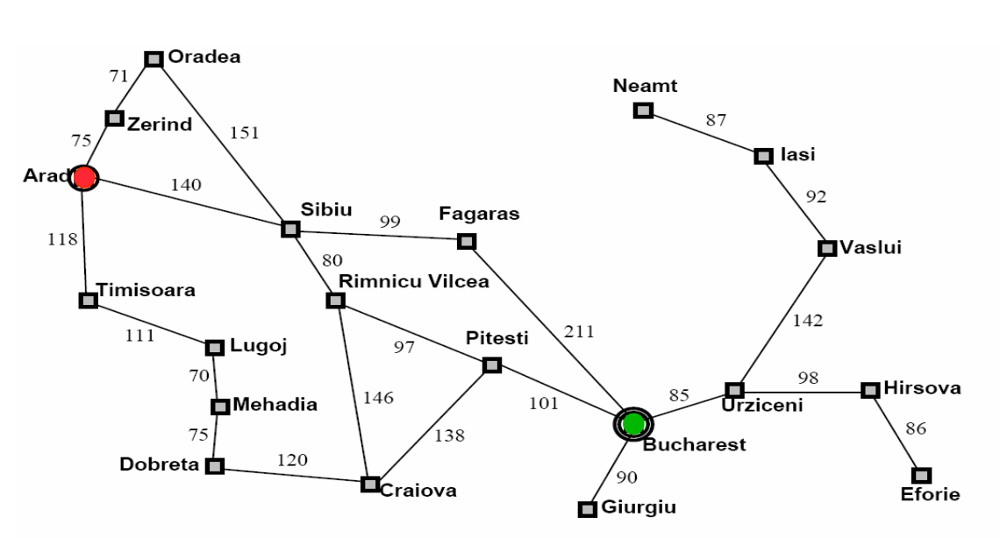 Oradea
71
Neamt
Zerind
87
75
151
Iasi
Arad
140
92
Sibiu
99
Fagaras
118
Vaslui
80
Timisoara
Rimnicu Vilcea
111
97
Pitesti
211
142
Lugoj
70
146
101
85
98
Hirsova
Mehadia
Urziceni
75
138
86
Dobreta
120
Bucharest
Craiova
90
Giurgiu
Eforie